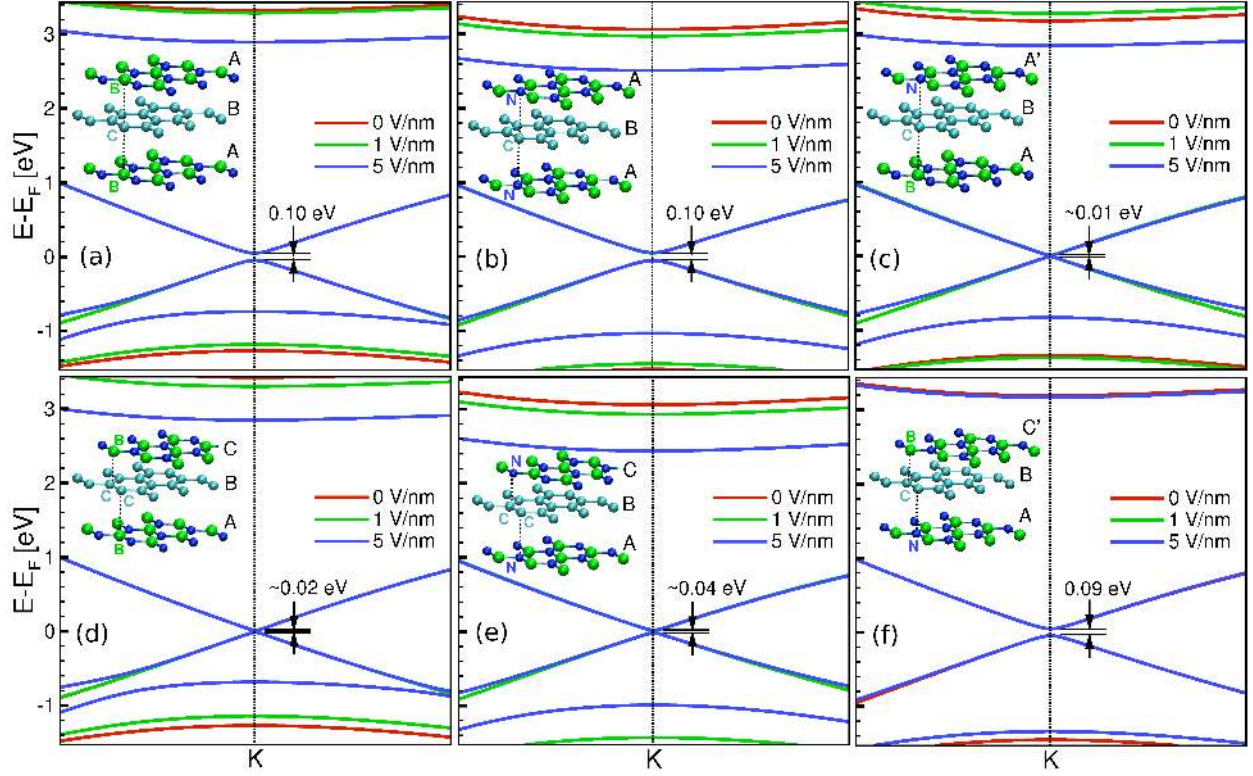 E-E_F [eV]
3
2
1
0
-1
A
B
B
C
A
B
0 V/nm
1 V/nm
5 V/nm
0.10 eV
(a)
A
N
B
C
A
N
0 V/nm
1 V/nm
5 V/nm
0.10 eV
(b)
A'
N
B
C
A
B
0 V/nm
1 V/nm
5 V/nm
~0.01 eV
(c)
E-E_F [eV]
3
2
1
0
-1
B
C
B
C
C
A
B
0 V/nm
1 V/nm
5 V/nm
~0.02 eV
(d)
K
N
C
B
C
C
A
N
0 V/nm
1 V/nm
5 V/nm
~0.04 eV
(e)
K
C'
B
B
C
A
N
0 V/nm
1 V/nm
5 V/nm
0.09 eV
(f)
K